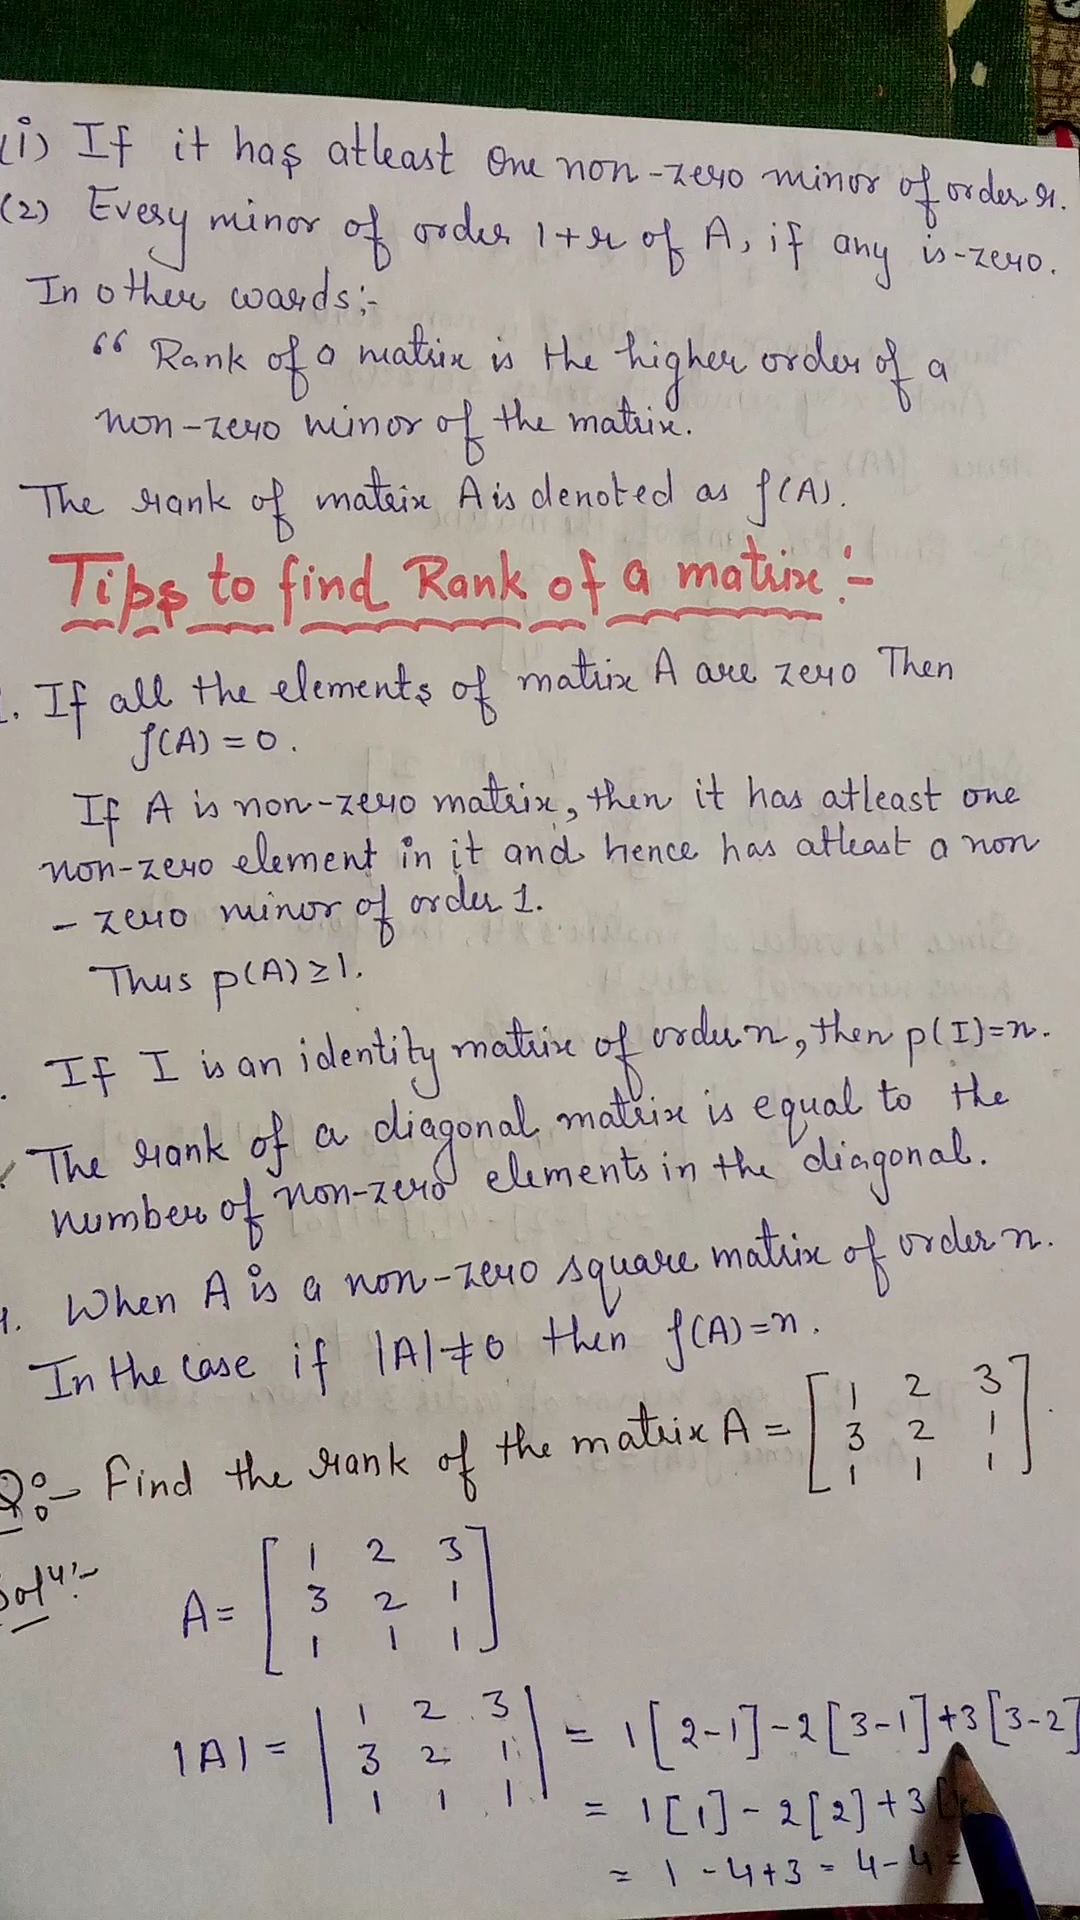 (i) If it has atleast one non-zero minor of order r.
(2) Every minor of order 1+r of A, if any is-zero.
In other words:-
“ Rank of a matrix is the higher order of a
non-zero minor of the matrix.
The rank of matrix A is denoted as ρ(A).
Tips to find Rank of a matrix:-
1. If all the elements of matrix A are zero Then
ρ(A) = 0.
If A is non-zero matrix, then it has atleast one
non-zero element in it and hence has atleast a non
- zero minor of order 1.
Thus p(A) ≥ 1.
. If I is an identity matrix of order n, then p(I)=n.
. The rank of a diagonal matrix is equal to the
number of non-zero elements in the diagonal.
4. When A is a non-zero square matrix of order n.
In the case if |A| ≠ 0 then ρ(A) = n.
Q:- Find the rank of the matrix A = [ 1 2 3
3 2 1
1 1 1 ]
Solⁿ:-
A = [ 1 2 3
3 2 1
1 1 1 ]
|A| = | 1 2 3
3 2 1
1 1 1 | = 1[2-1]-2[3-1]+3[3-2]
= 1[1]-2[2]+3[
= 1-4+3 = 4-4 =